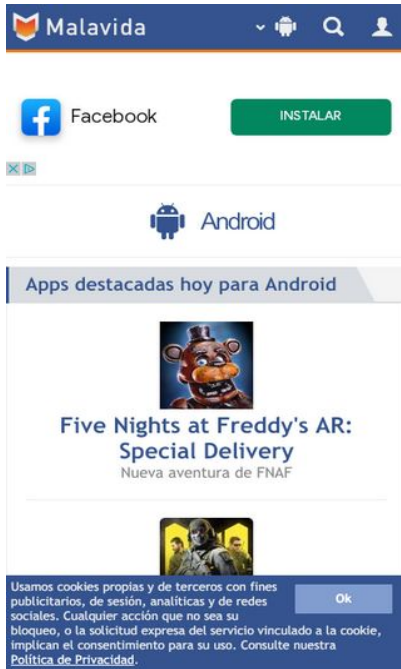 Malavida
Facebook
INSTALAR
Android
Apps destacadas hoy para Android
Five Nights at Freddy's AR:
Special Delivery
Nueva aventura de FNAF
Usamos cookies propias y de terceros con fines
publicitarios, de sesión, analíticas y de redes
sociales. Cualquier acción que no sea su
bloqueo, o la solicitud expresa del servicio vinculado a la cookie,
implican el consentimiento para su uso. Consulte nuestra
Política de Privacidad.
Ok